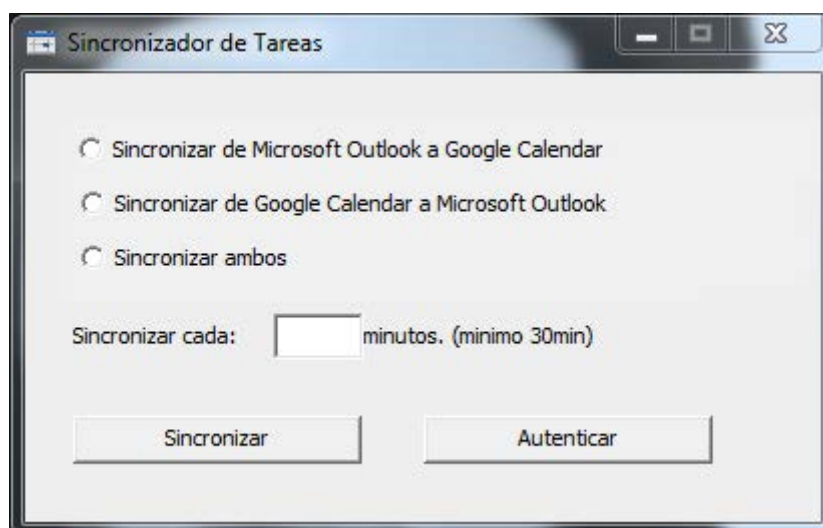 Sincronizador de Tareas
Sincronizar de Microsoft Outlook a Google Calendar
Sincronizar de Google Calendar a Microsoft Outlook
Sincronizar ambos
Sincronizar cada: minutos. (minimo 30min)
Sincronizar Autenticar